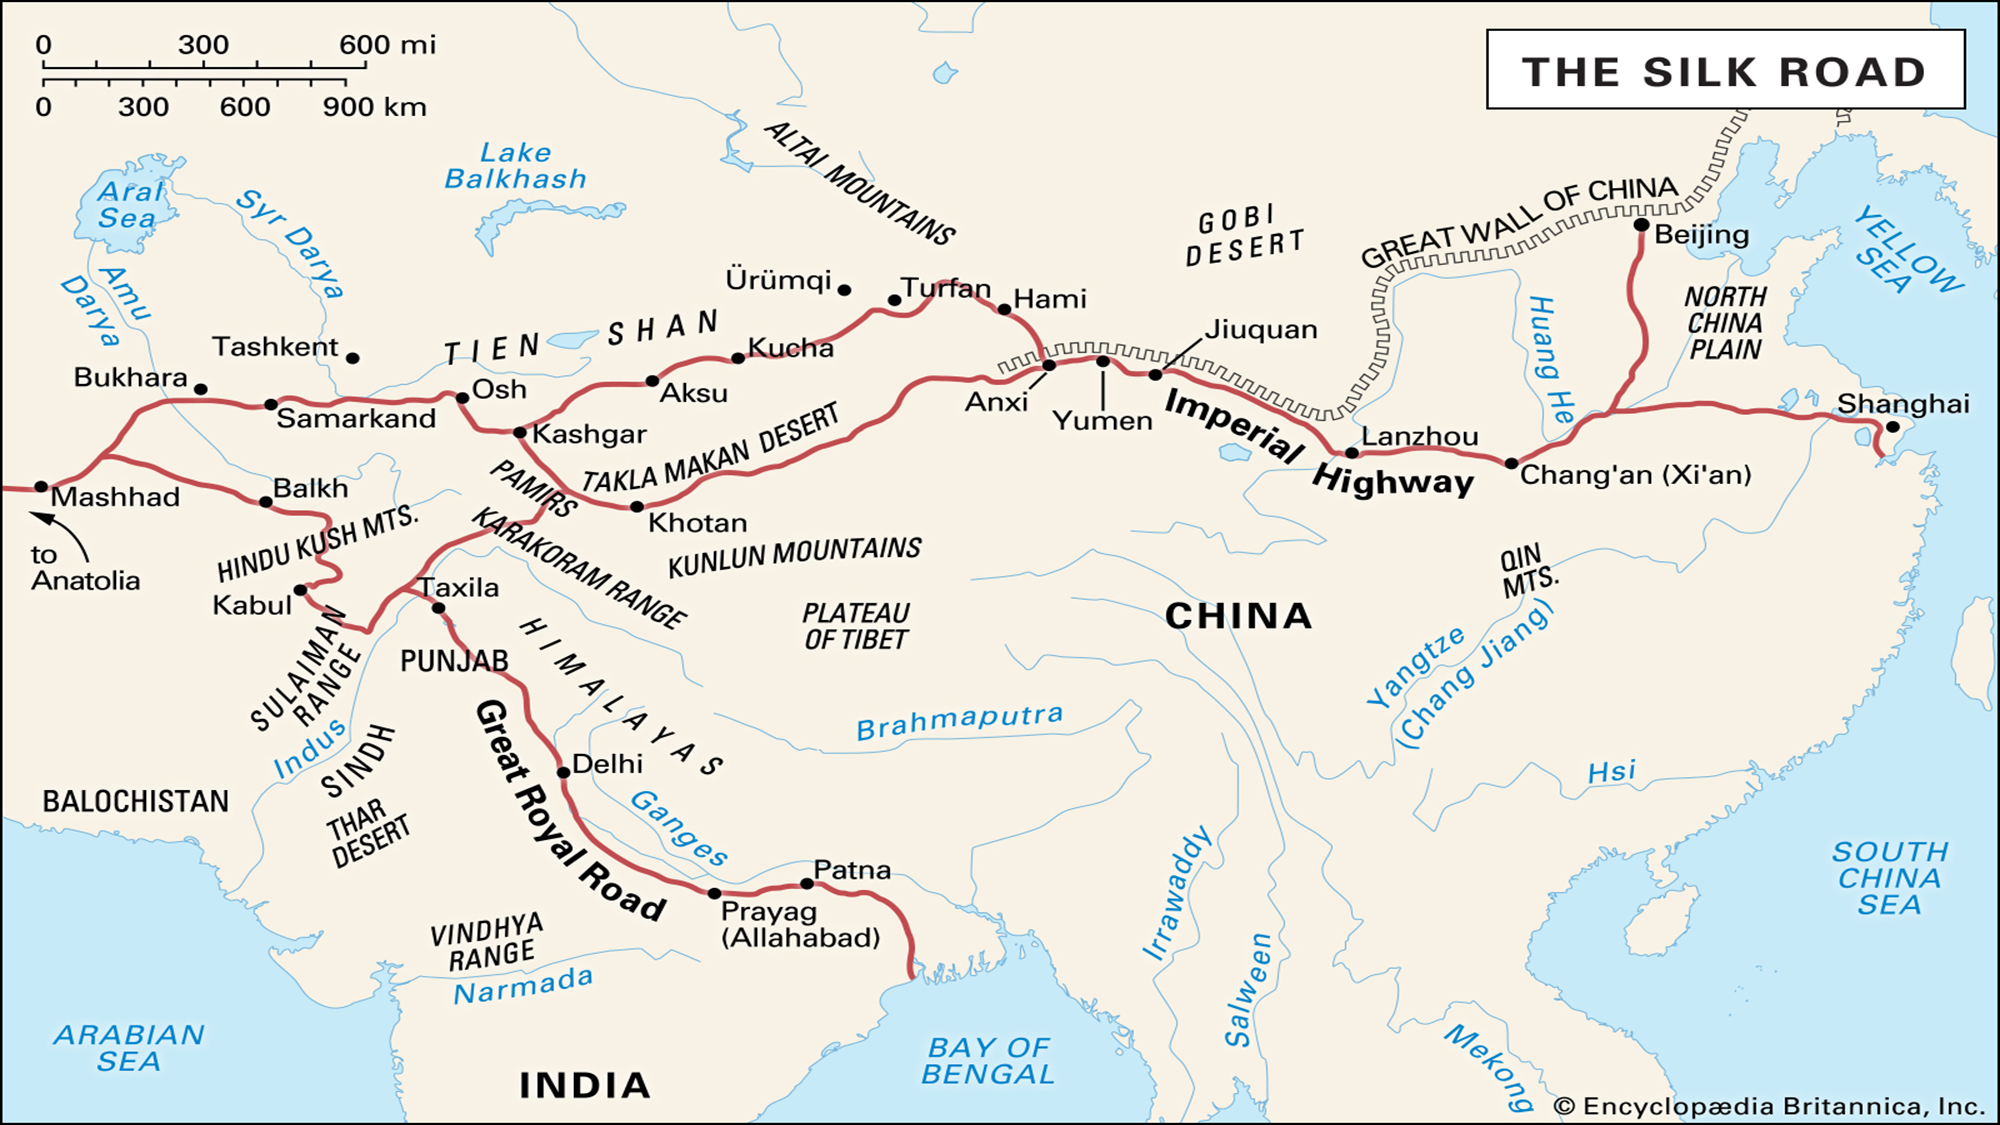 0 300 600 mi
0 300 600 900 km
THE SILK ROAD
Lake
Balkhash
ALTAI MOUNTAINS
Aral
Sea
Syr Darya
Amu
Darya
GOBI
DESERT
GREAT WALL OF CHINA
Beijing
YELLOW
SEA
Ürümqi
Turfan
Hami
NORTH
CHINA
PLAIN
Huang He
Jiuquan
TIEN SHAN
Tashkent
Kucha
Bukhara
Osh
Aksu
Samarkand
Anxi
Yumen
Shanghai
Imperial Highway
Kashgar
Lanzhou
TAKLA MAKAN DESERT
Chang'an (Xi'an)
PAMIRS
Mashhad
Balkh
Khotan
to
Anatolia
HINDU KUSH MTS.
KARAKORAM RANGE
KUNLUN MOUNTAINS
QIN
MTS.
Kabul
Taxila
PLATEAU
OF TIBET
CHINA
SULAIMAN
RANGE
PUNJAB
HIMALAYAS
Yangtze
(Chang Jiang)
Indus
SINDH
Great Royal Road
Brahmaputra
Delhi
Hsi
BALOCHISTAN
THAR
DESERT
Ganges
Patna
Prayag
(Allahabad)
Irrawaddy
SOUTH
CHINA
SEA
VINDHYA
RANGE
Narmada
Salween
ARABIAN
SEA
BAY OF
BENGAL
Mekong
INDIA
© Encyclopædia Britannica, Inc.